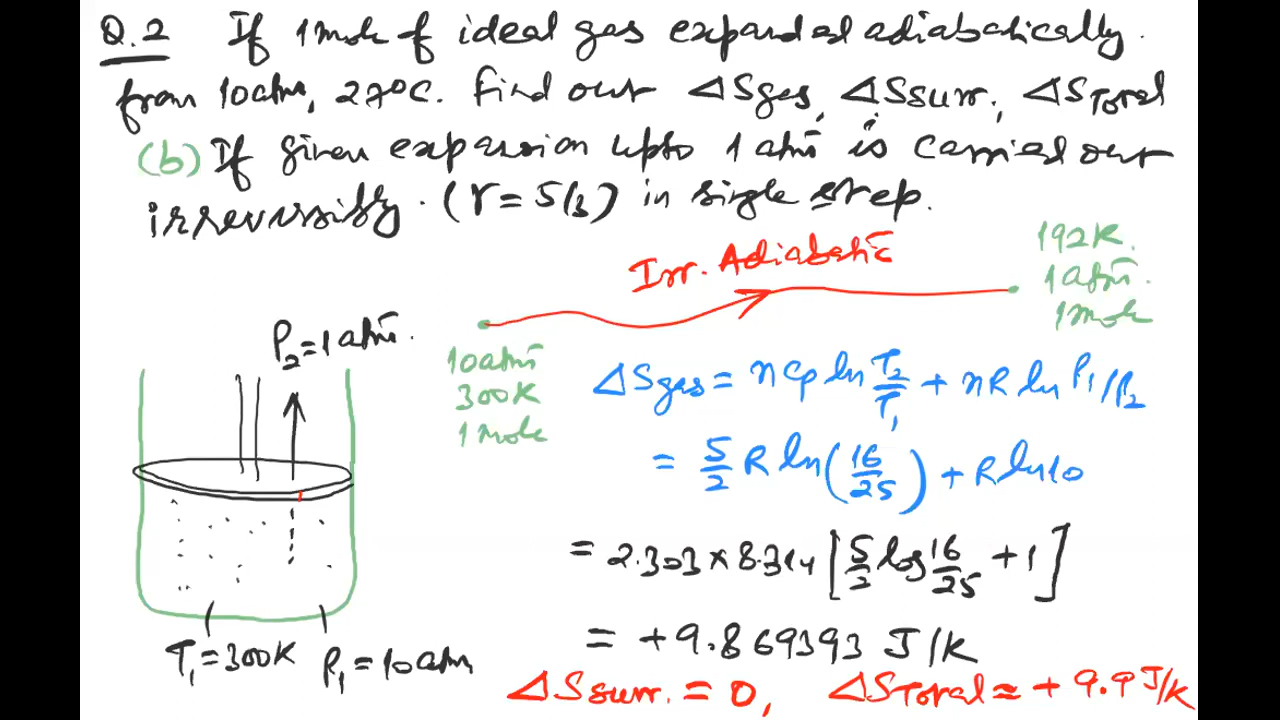 Q.2 If 1 mole of ideal gas expanded adiabatically
from 10 atm, 27°C. Find out ΔSgas, ΔSsurr., ΔSTotal
(b) If given expansion upto 1 atm is carried out
irreversibly. (γ = 5/3) in single step.
Irr. Adiabatic
192K.
1 atm.
1 mole
P₂ = 1 atm.
10 atm
300K
1 mole
ΔSgas = nCp ln T₂/T₁ + nR ln P₁/P₂
= 5/2 R ln(16/25) + R ln 10
= 2.303 × 8.314 [5/2 log 16/25 + 1]
= +9.869393 J/K
T₁ = 300K P₁ = 10 atm
ΔSsurr. = 0, ΔSTotal ≈ +9.9 J/K